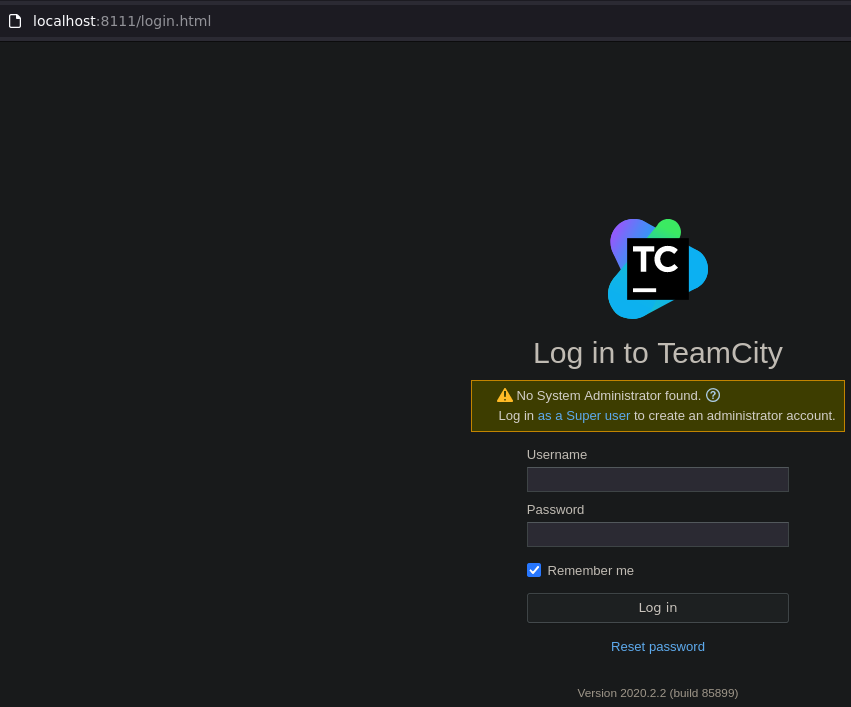 localhost:8111/login.html
TC
Log in to TeamCity
No System Administrator found.
Log in as a Super user to create an administrator account.
Username
Password
Remember me
Log in
Reset password
Version 2020.2.2 (build 85899)